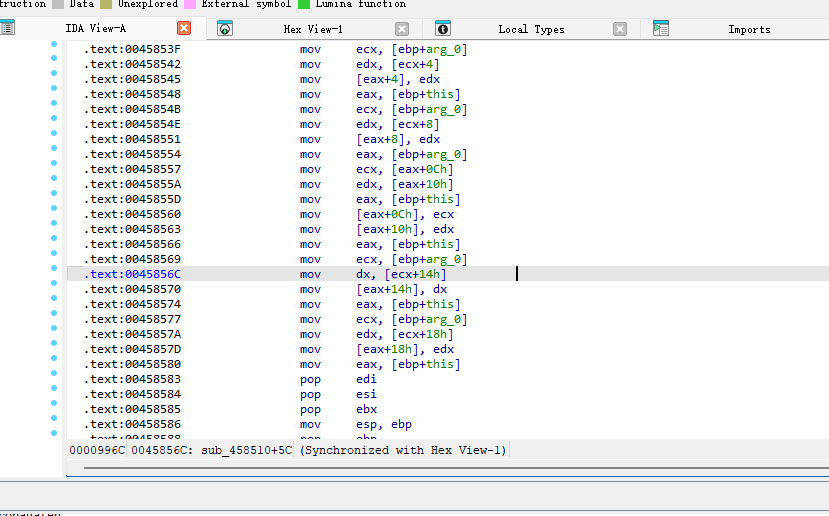 truction Data Unexplored External symbol Lumina function
IDA View-A Hex View-1 Local Types Imports
.text:0045853F mov ecx, [ebp+arg_0]
.text:00458542 mov edx, [ecx+4]
.text:00458545 mov [eax+4], edx
.text:00458548 mov eax, [ebp+this]
.text:0045854B mov ecx, [ebp+arg_0]
.text:0045854E mov edx, [ecx+8]
.text:00458551 mov [eax+8], edx
.text:00458554 mov eax, [ebp+arg_0]
.text:00458557 mov ecx, [eax+0Ch]
.text:0045855A mov edx, [eax+10h]
.text:0045855D mov eax, [ebp+this]
.text:00458560 mov [eax+0Ch], ecx
.text:00458563 mov [eax+10h], edx
.text:00458566 mov eax, [ebp+this]
.text:00458569 mov ecx, [ebp+arg_0]
.text:0045856C mov dx, [ecx+14h]
.text:00458570 mov [eax+14h], dx
.text:00458574 mov eax, [ebp+this]
.text:00458577 mov ecx, [ebp+arg_0]
.text:0045857A mov edx, [ecx+18h]
.text:0045857D mov [eax+18h], edx
.text:00458580 mov eax, [ebp+this]
.text:00458583 pop edi
.text:00458584 pop esi
.text:00458585 pop ebx
.text:00458586 mov esp, ebp
.text:00458588 pop ebp
0000996C 0045856C: sub_458510+5C (Synchronized with Hex View-1)